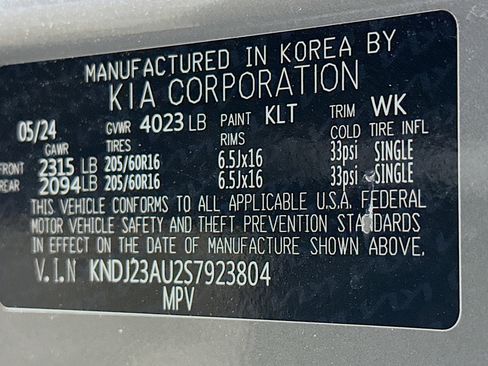 MANUFACTURED IN KOREA BY
KIA CORPORATION
05/24 GVWR 4023 LB PAINT KLT TRIM WK
GAWR TIRES RIMS COLD TIRE INFL
FRONT 2315 LB 205/60R16 6.5Jx16 33psi SINGLE
REAR 2094 LB 205/60R16 6.5Jx16 33psi SINGLE
THIS VEHICLE CONFORMS TO ALL APPLICABLE U.S.A. FEDERAL
MOTOR VEHICLE SAFETY AND THEFT PREVENTION STANDARDS
IN EFFECT ON THE DATE OF MANUFACTURE SHOWN ABOVE.
V.I.N KNDJ23AU2S7923804
MPV